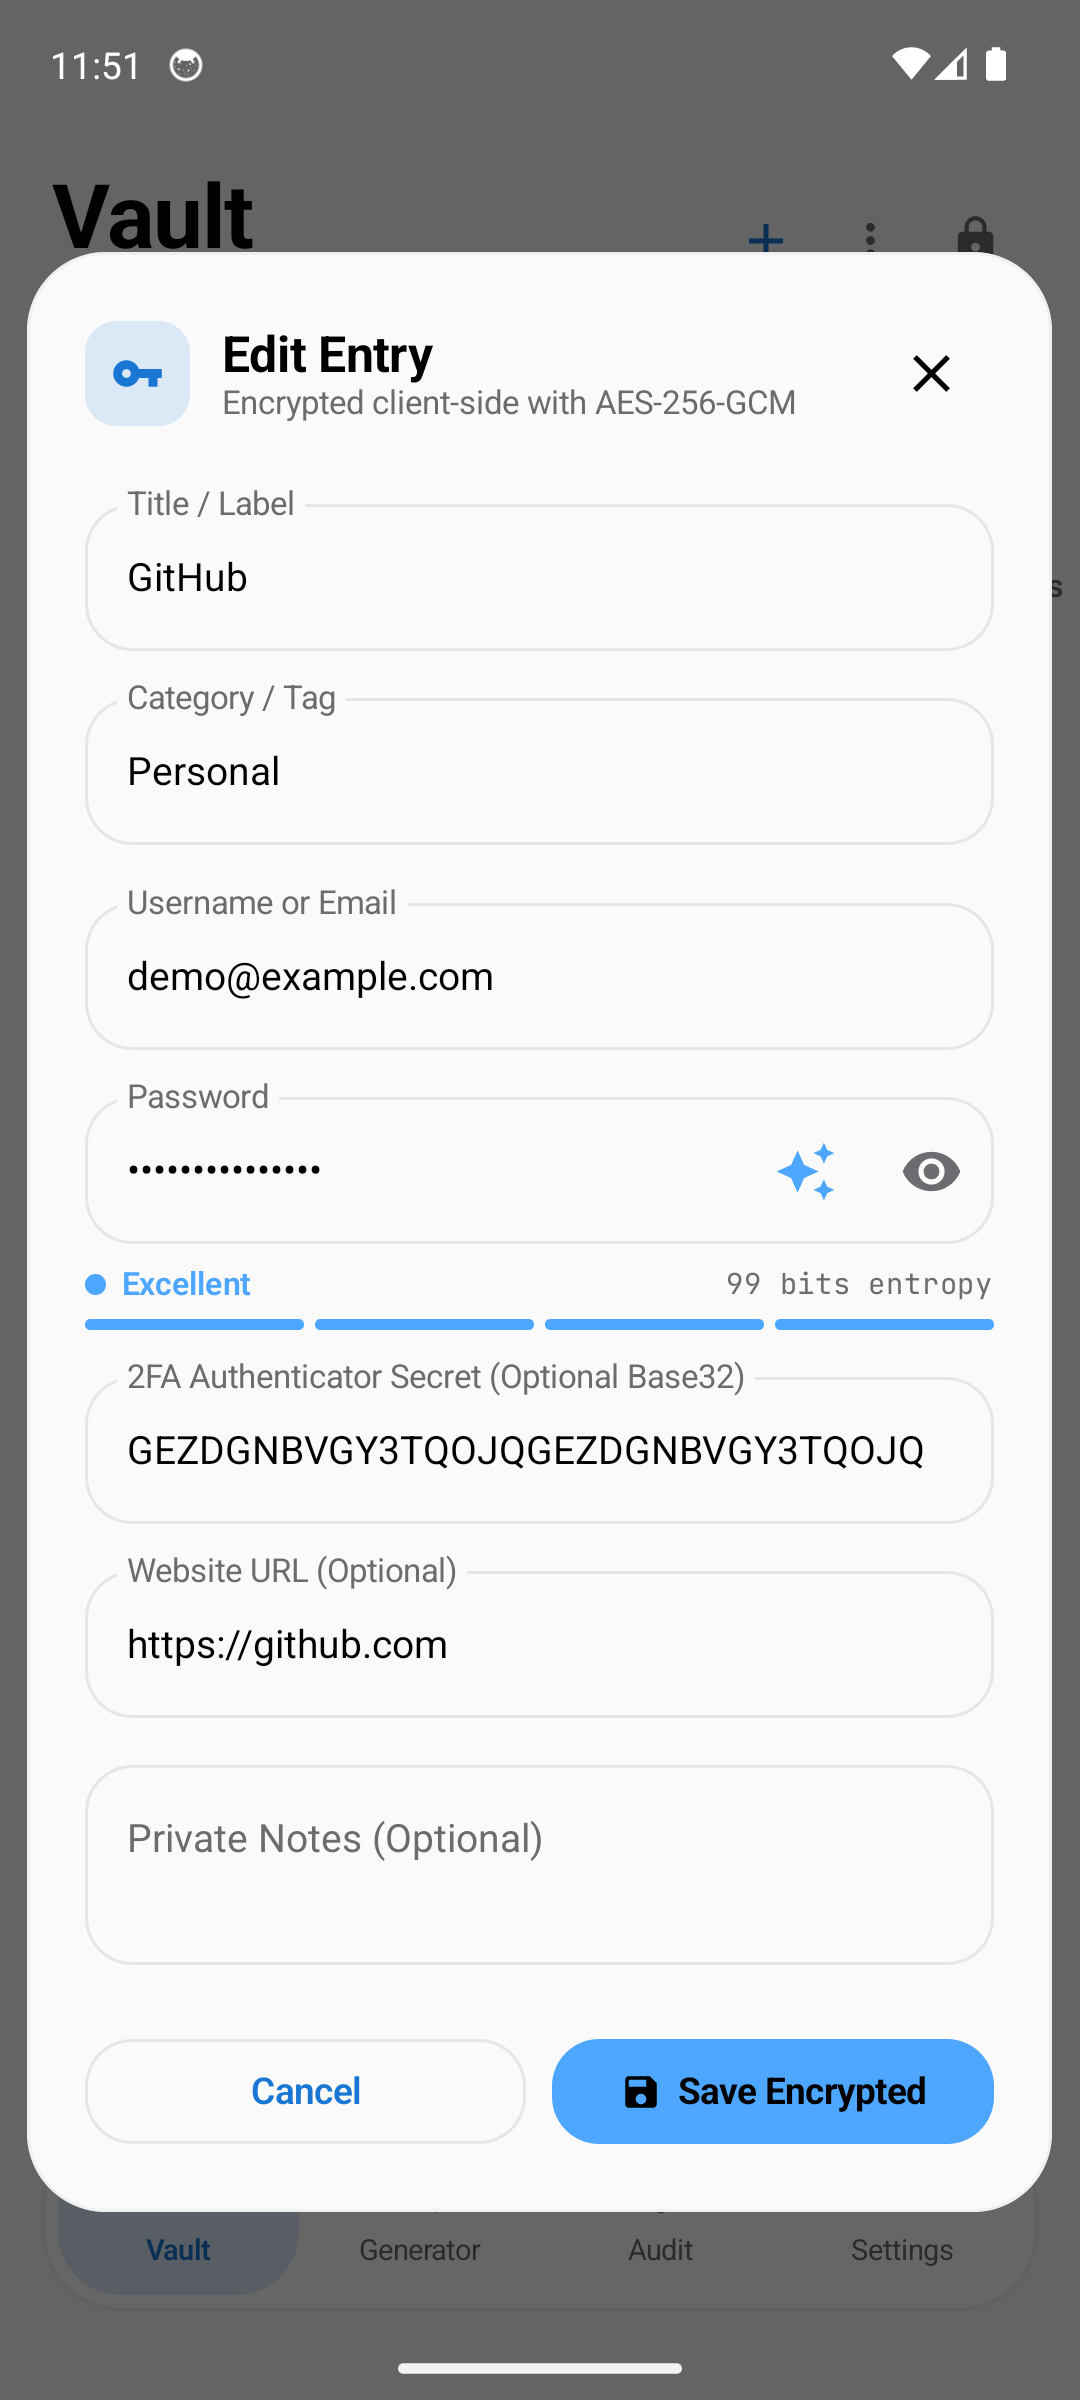 11:51
Vault
Edit Entry
Encrypted client-side with AES-256-GCM
Title / Label
GitHub
s
Category / Tag
Personal
Username or Email
demo@example.com
Password
•••••••••••••••
Excellent
99 bits entropy
2FA Authenticator Secret (Optional Base32)
GEZDGNBVGY3TQOJQGEZDGNBVGY3TQOJQ
Website URL (Optional)
https://github.com
Private Notes (Optional)
Cancel
Save Encrypted
Vault
Generator
Audit
Settings